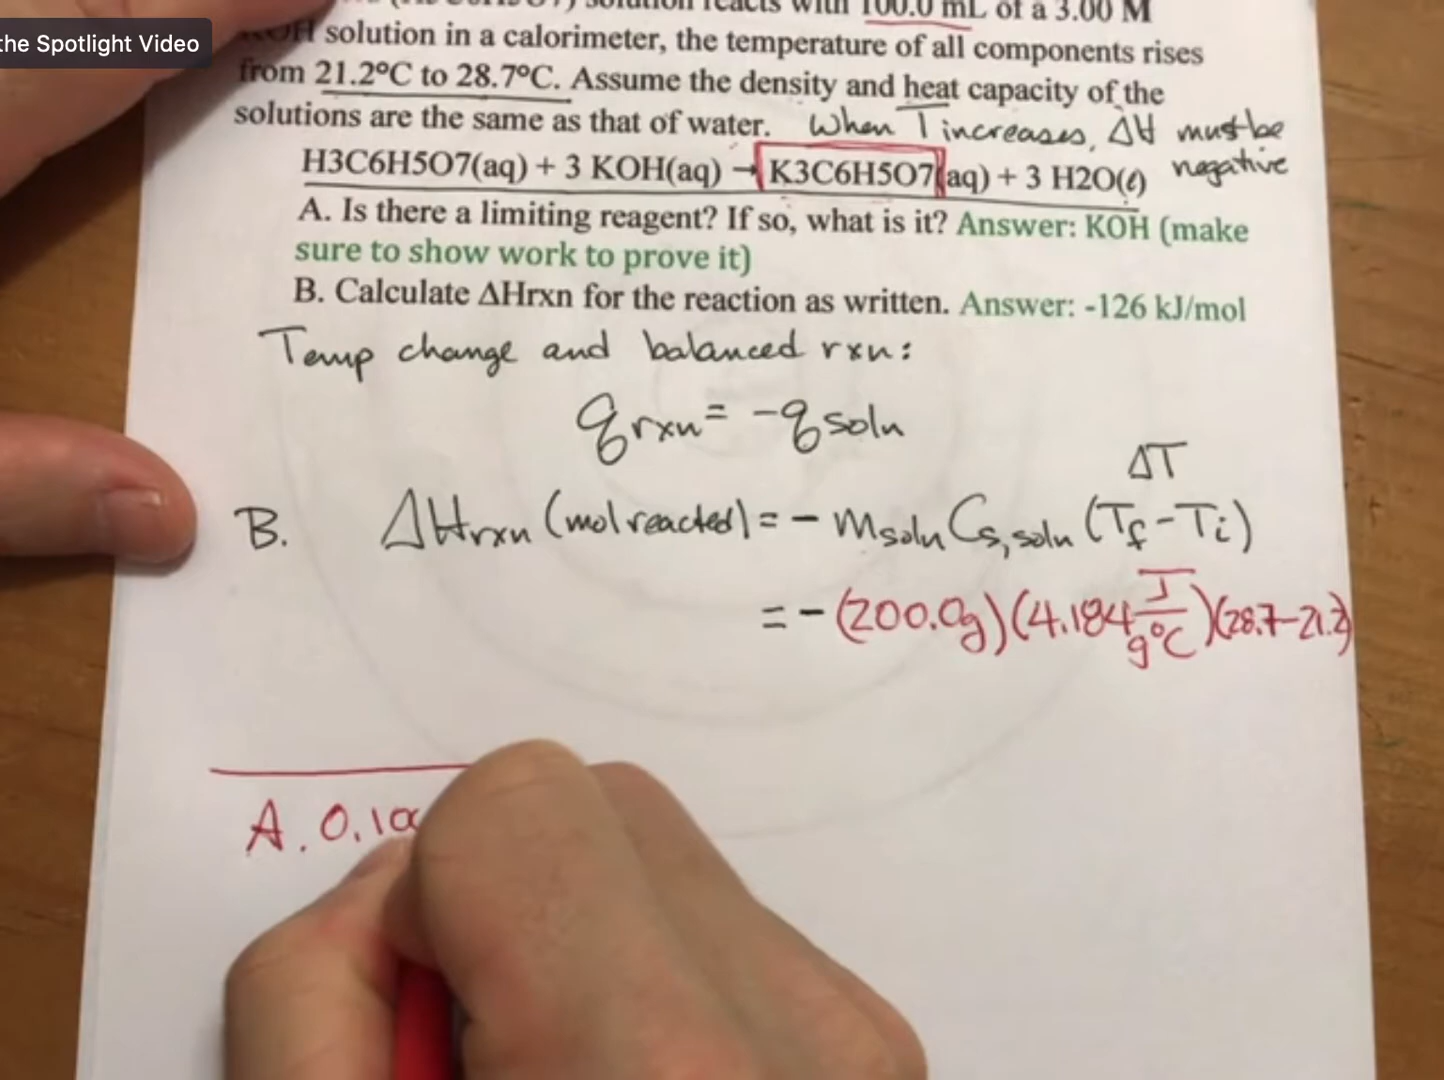 solution reacts with 100.0 mL of a 3.00 M
the Spotlight Video
KOH solution in a calorimeter, the temperature of all components rises
from 21.2°C to 28.7°C. Assume the density and heat capacity of the
solutions are the same as that of water. When T increases, ΔH must be
negative
H3C6H5O7(aq) + 3 KOH(aq) → K3C6H5O7(aq) + 3 H2O(ℓ)
A. Is there a limiting reagent? If so, what is it? Answer: KOH (make
sure to show work to prove it)
B. Calculate ΔHrxn for the reaction as written. Answer: -126 kJ/mol
Temp change and balanced rxn:
qrxn = -qsoln
ΔT
B. ΔHrxn (mol reacted) = - msoln Cs,soln (Tf - Ti)
= - (200.0g)(4.184 J/g°C)(28.7-21.2)
A. 0.10